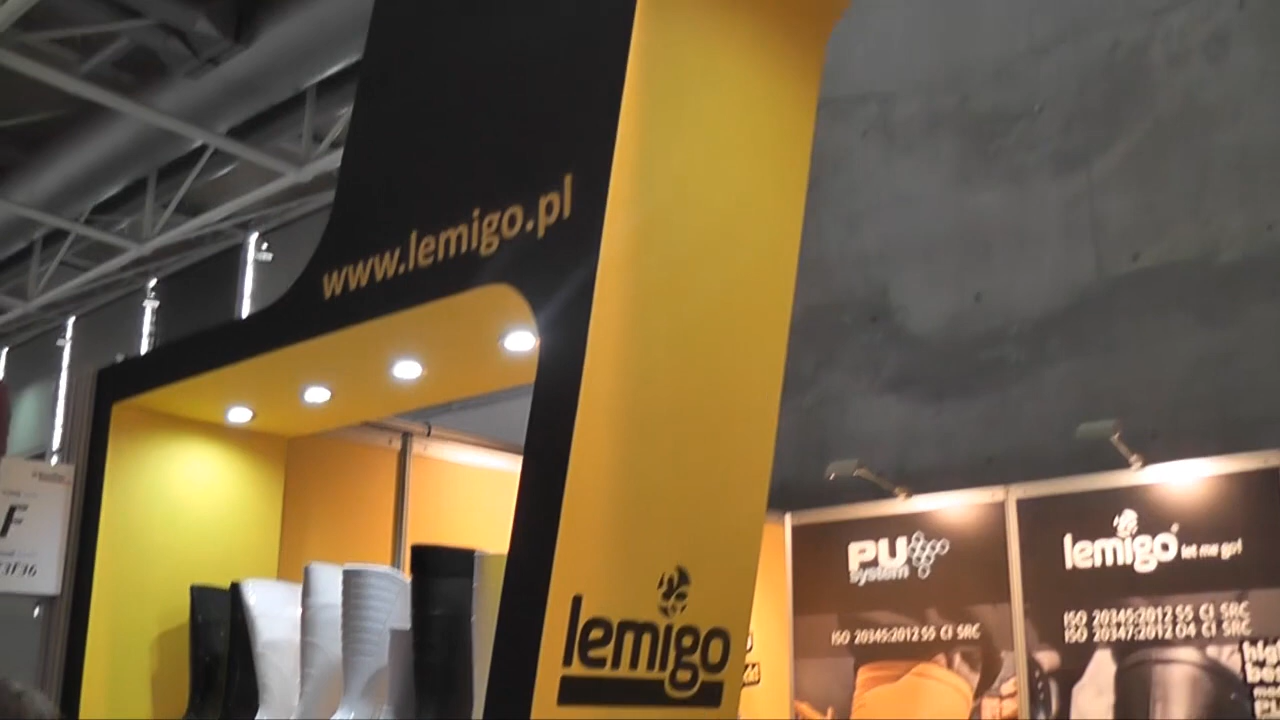 www.lemigo.pl
lemigo
F
PU
system
ISO 20345:2012 S5 CI SRC
lemigo let me go!
ISO 20345:2012 S5 CI SRC
ISO 20347:2012 O4 CI SRC